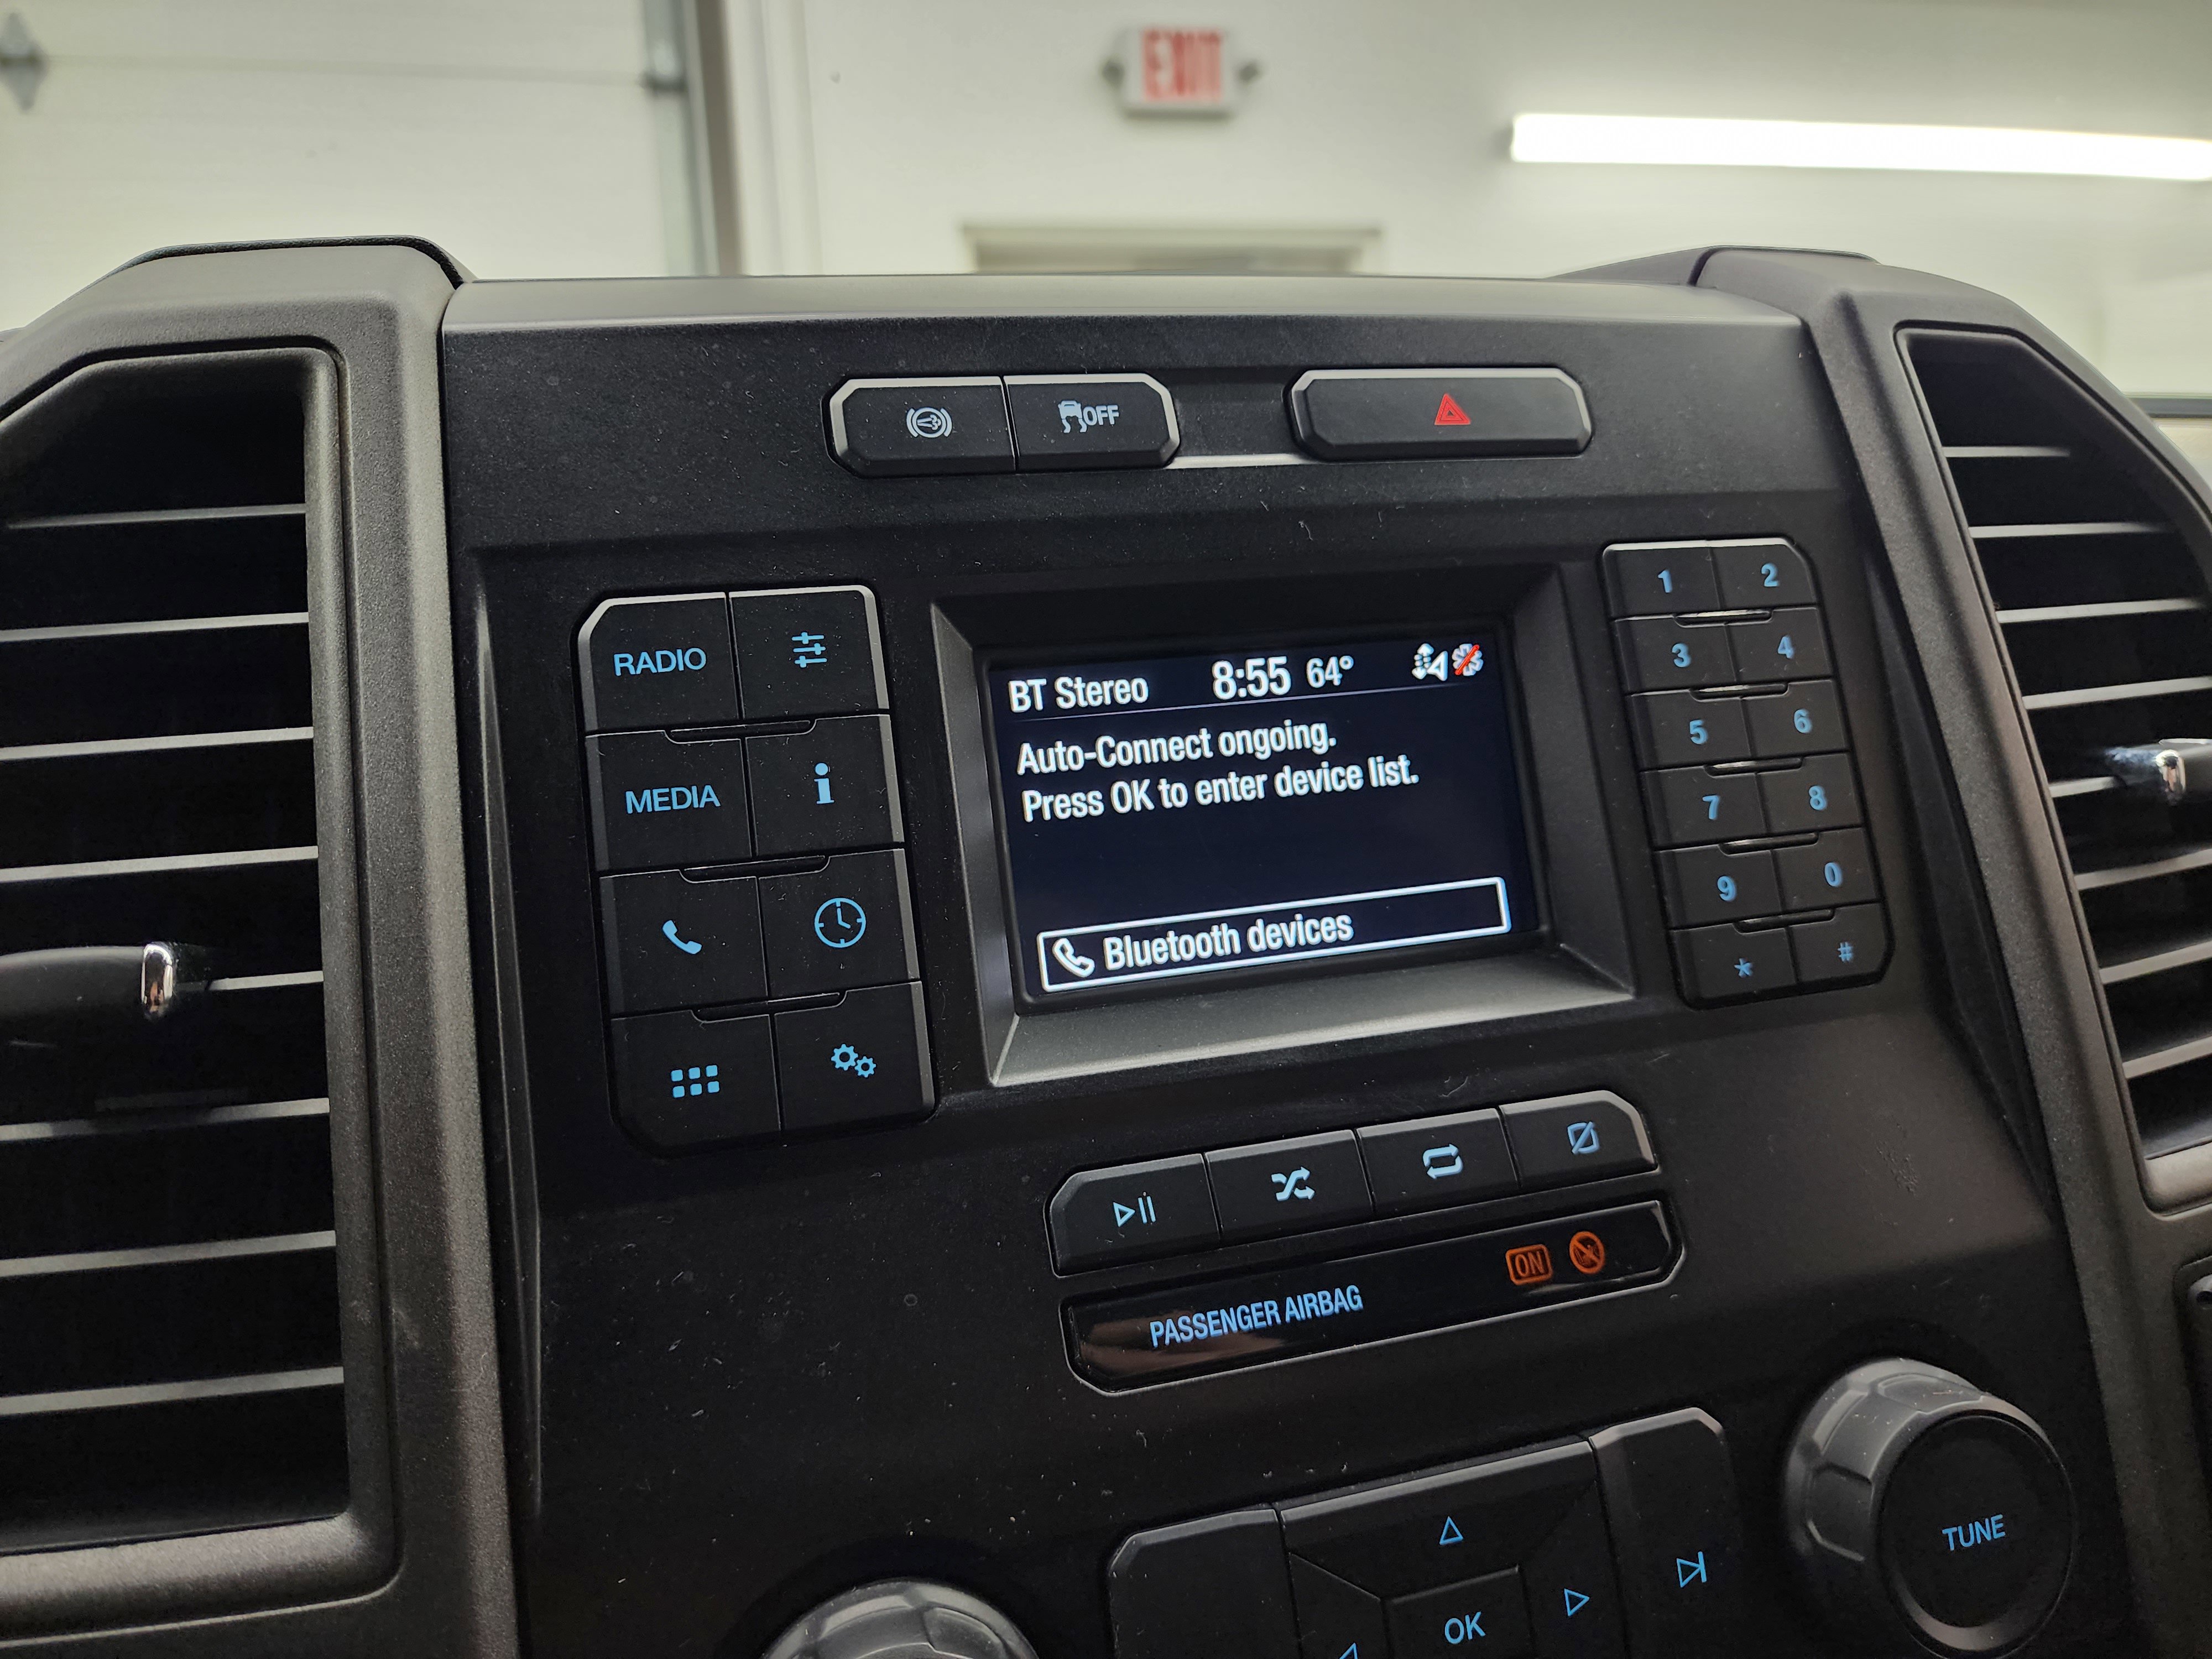 EXIT
OFF
RADIO
MEDIA
BT Stereo 8:55 64°
Auto-Connect ongoing.
Press OK to enter device list.
Bluetooth devices
1 2
3 4
5 6
7 8
9 0
* #
PASSENGER AIRBAG ON
OK
TUNE